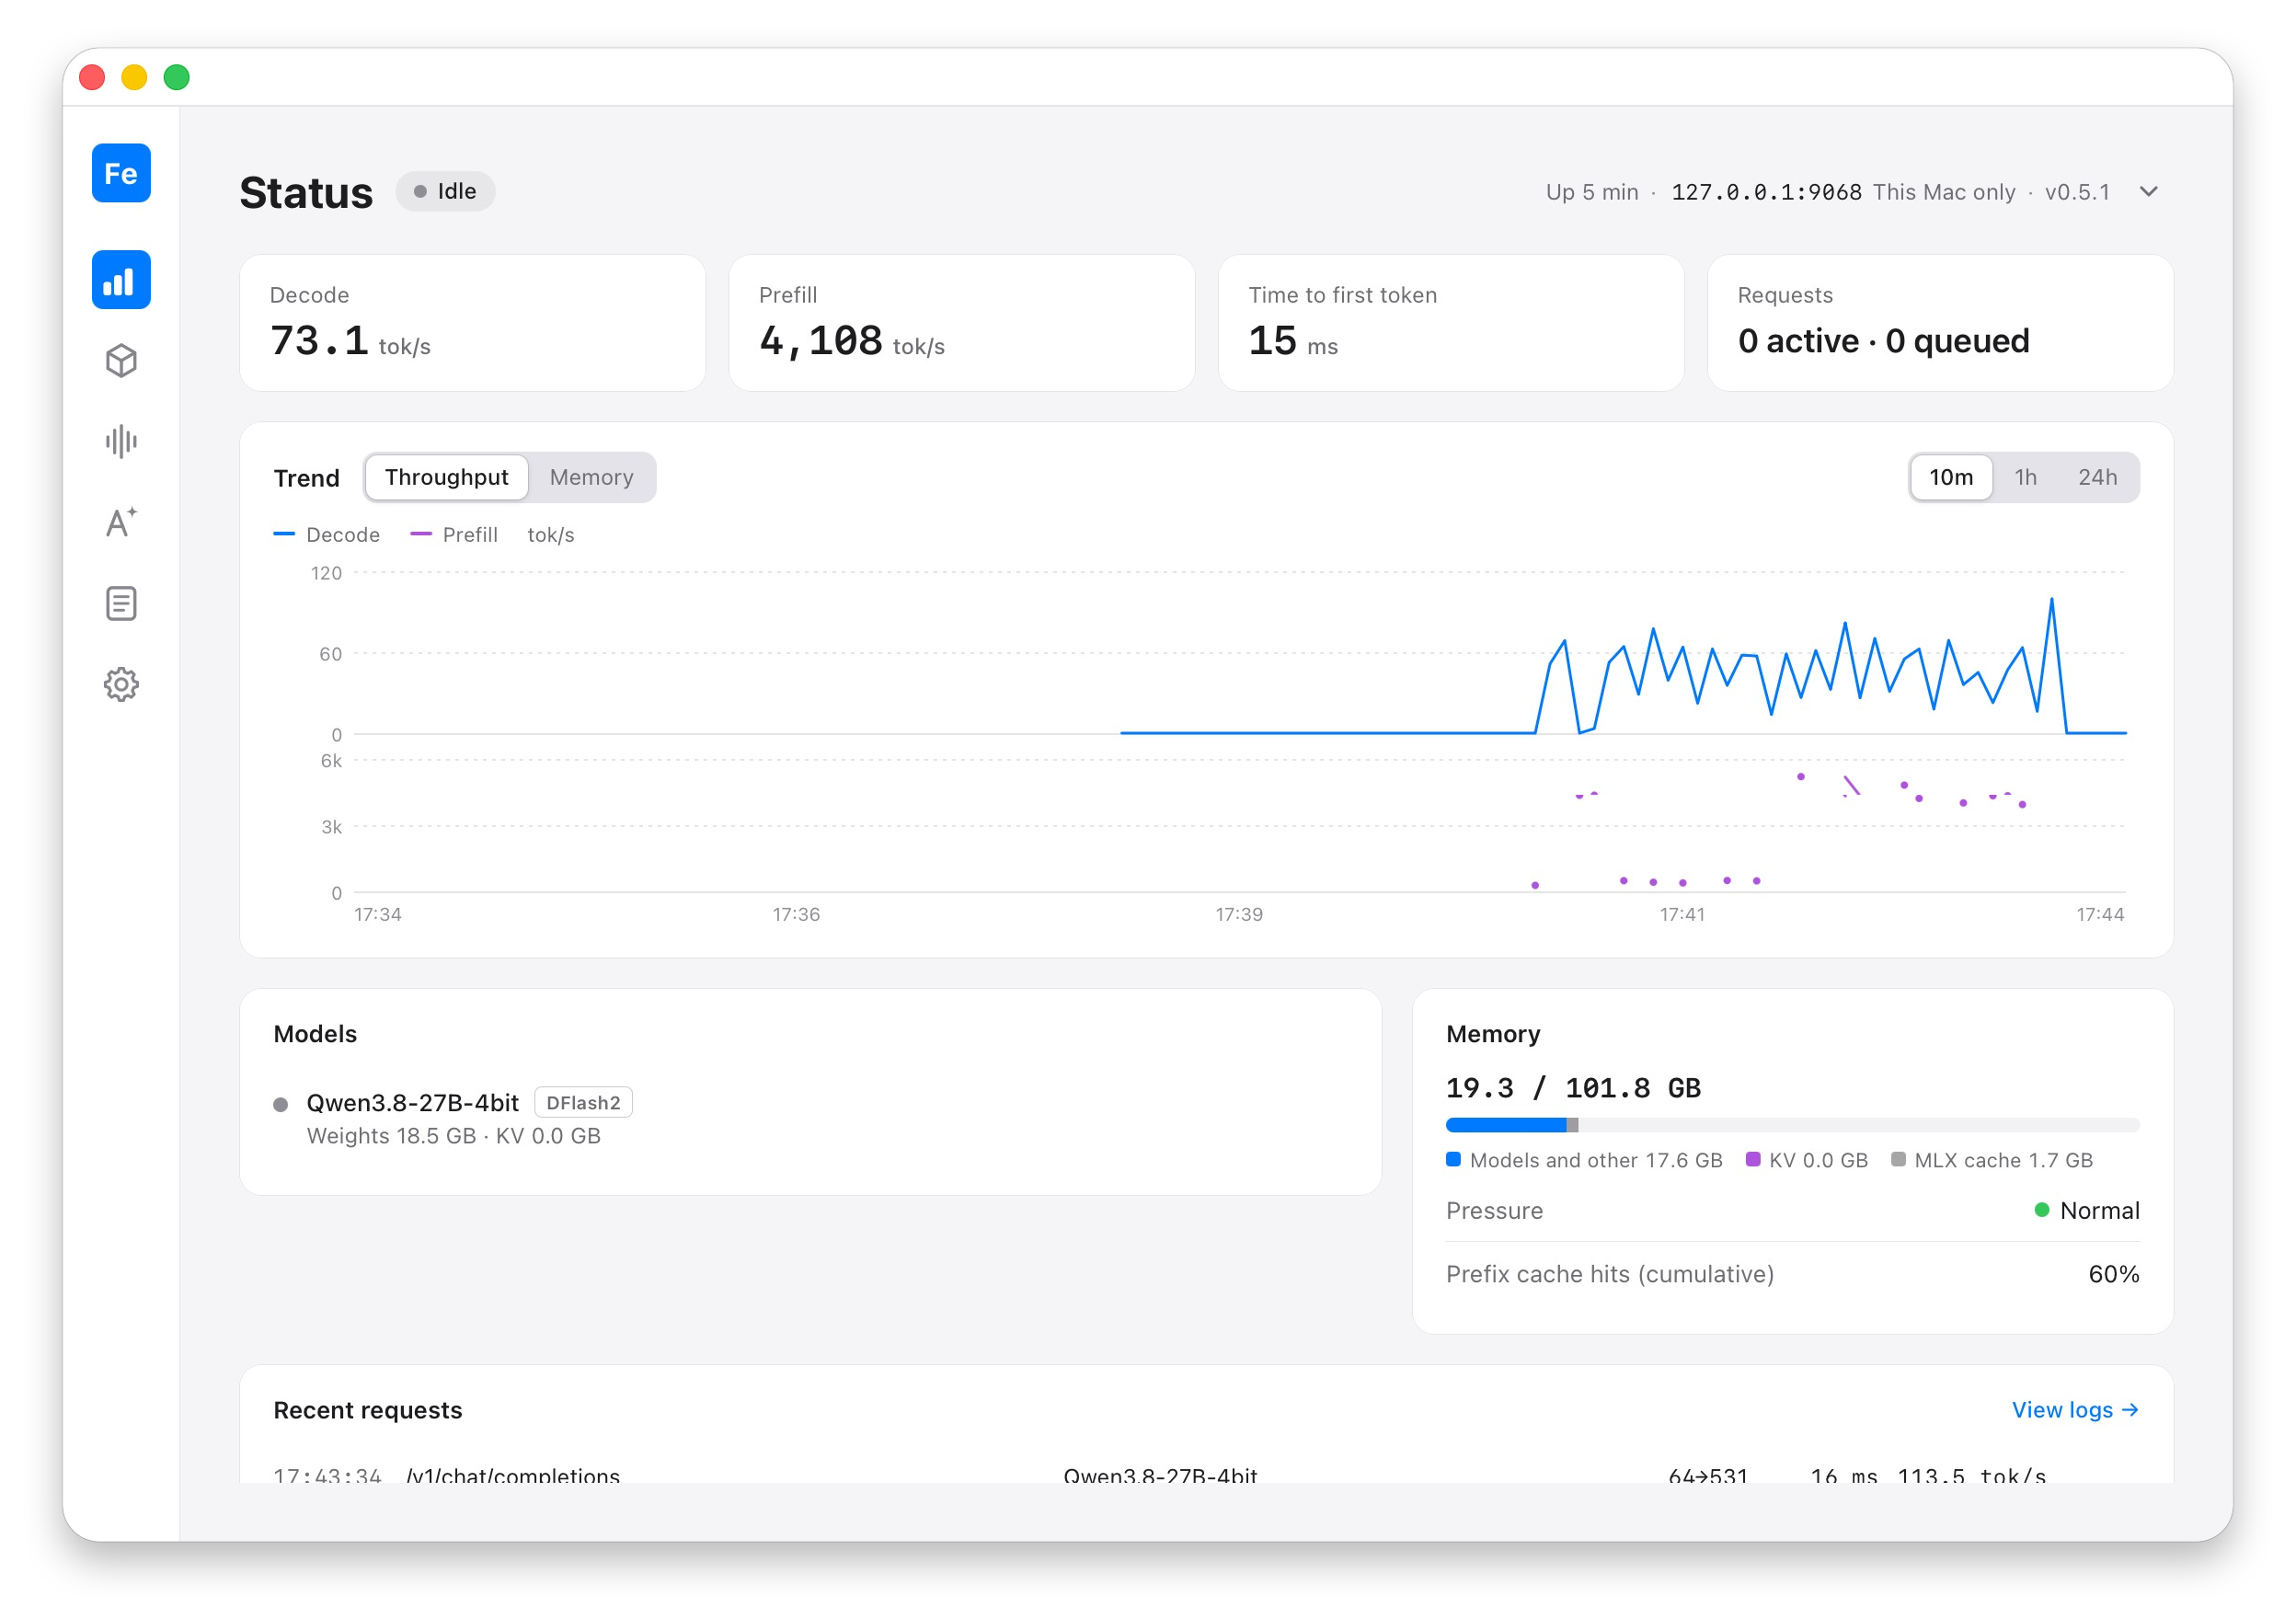 Fe
Status
Idle
Up 5 min · 127.0.0.1:9068 This Mac only · v0.5.1
Decode
73.1 tok/s
Prefill
4,108 tok/s
Time to first token
15 ms
Requests
0 active · 0 queued
Trend
Throughput
Memory
10m
1h
24h
Decode
Prefill
tok/s
120
60
0
6k
3k
0
17:34
17:36
17:39
17:41
17:44
Models
Qwen3.8-27B-4bit
DFlash2
Weights 18.5 GB · KV 0.0 GB
Memory
19.3 / 101.8 GB
Models and other 17.6 GB
KV 0.0 GB
MLX cache 1.7 GB
Pressure
Normal
Prefix cache hits (cumulative)
60%
Recent requests
View logs →
17:43:34 /v1/chat/completions Qwen3.8-27B-4bit 64→531 16 ms 113.5 tok/s